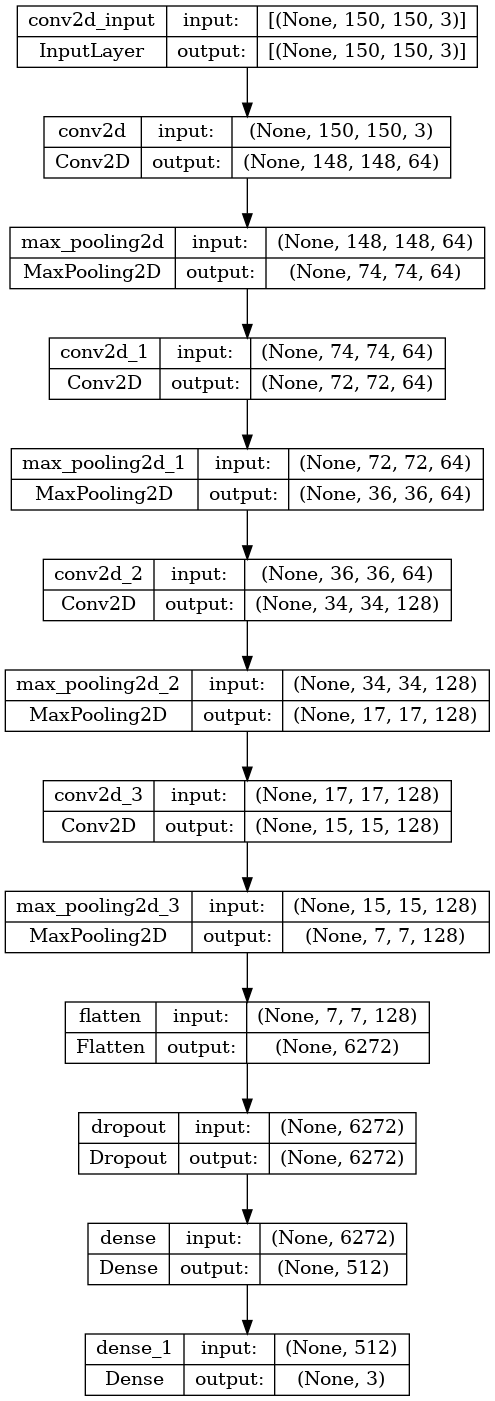 conv2d_input input: [(None, 150, 150, 3)]
InputLayer output: [(None, 150, 150, 3)]
conv2d input: (None, 150, 150, 3)
Conv2D output: (None, 148, 148, 64)
max_pooling2d input: (None, 148, 148, 64)
MaxPooling2D output: (None, 74, 74, 64)
conv2d_1 input: (None, 74, 74, 64)
Conv2D output: (None, 72, 72, 64)
max_pooling2d_1 input: (None, 72, 72, 64)
MaxPooling2D output: (None, 36, 36, 64)
conv2d_2 input: (None, 36, 36, 64)
Conv2D output: (None, 34, 34, 128)
max_pooling2d_2 input: (None, 34, 34, 128)
MaxPooling2D output: (None, 17, 17, 128)
conv2d_3 input: (None, 17, 17, 128)
Conv2D output: (None, 15, 15, 128)
max_pooling2d_3 input: (None, 15, 15, 128)
MaxPooling2D output: (None, 7, 7, 128)
flatten input: (None, 7, 7, 128)
Flatten output: (None, 6272)
dropout input: (None, 6272)
Dropout output: (None, 6272)
dense input: (None, 6272)
Dense output: (None, 512)
dense_1 input: (None, 512)
Dense output: (None, 3)